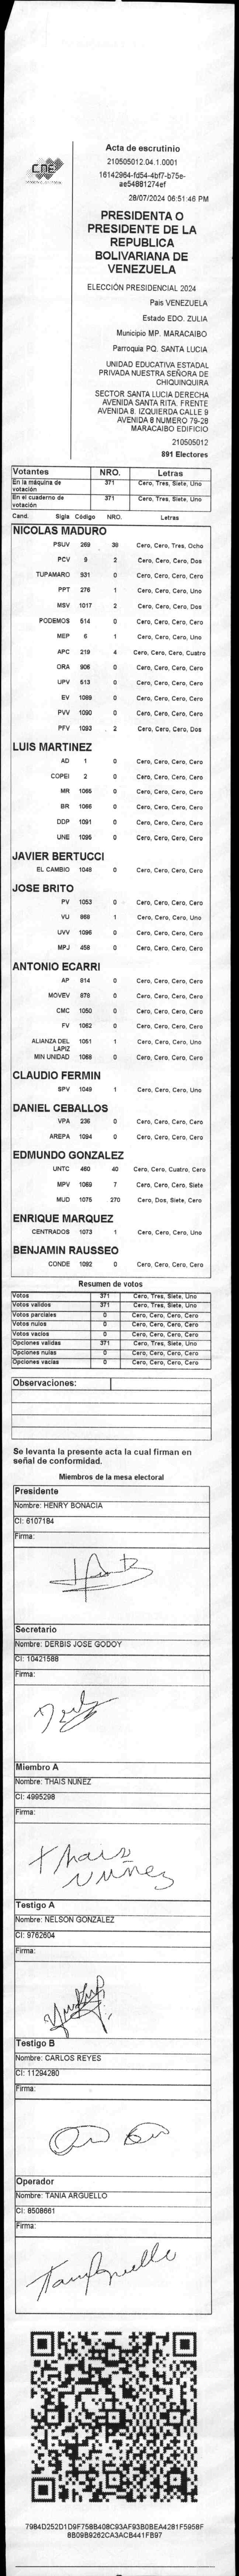 CNE
Acta de escrutinio
210505012.04.1.0001
16142984-fd54-4bf7-b75e-
ae54881274ef
28/07/2024 06:51:46 PM
PRESIDENTA O
PRESIDENTE DE LA
REPUBLICA
BOLIVARIANA DE
VENEZUELA
ELECCIÓN PRESIDENCIAL 2024
Pais VENEZUELA
Estado EDO. ZULIA
Municipio MP. MARACAIBO
Parroquia PQ. SANTA LUCIA
UNIDAD EDUCATIVA ESTADAL
PRIVADA NUESTRA SEÑORA DE
CHIQUINQUIRA
SECTOR SANTA LUCIA DERECHA
AVENIDA SANTA RITA. FRENTE
AVENIDA 8. IZQUIERDA CALLE 9
AVENIDA 8 NUMERO 79-28
MARACAIBO EDIFICIO
210505012
891 Electores
Votantes NRO. Letras
En la máquina de votación 371 Cero, Tres, Siete, Uno
En el cuaderno de votación 371 Cero, Tres, Siete, Uno
Cand. Sigla Código NRO. Letras
NICOLAS MADURO
PSUV 269 38 Cero, Cero, Tres, Ocho
PCV 9 2 Cero, Cero, Cero, Dos
TUPAMARO 931 0 Cero, Cero, Cero, Cero
PPT 276 1 Cero, Cero, Cero, Uno
MSV 1017 2 Cero, Cero, Cero, Dos
PODEMOS 514 0 Cero, Cero, Cero, Cero
MEP 6 1 Cero, Cero, Cero, Uno
APC 219 4 Cero, Cero, Cero, Cuatro
ORA 906 0 Cero, Cero, Cero, Cero
UPV 513 0 Cero, Cero, Cero, Cero
EV 1089 0 Cero, Cero, Cero, Cero
PVV 1090 0 Cero, Cero, Cero, Cero
PFV 1093 2 Cero, Cero, Cero, Dos
LUIS MARTINEZ
AD 1 0 Cero, Cero, Cero, Cero
COPEI 2 0 Cero, Cero, Cero, Cero
MR 1065 0 Cero, Cero, Cero, Cero
BR 1066 0 Cero, Cero, Cero, Cero
DDP 1091 0 Cero, Cero, Cero, Cero
UNE 1095 0 Cero, Cero, Cero, Cero
JAVIER BERTUCCI
EL CAMBIO 1048 0 Cero, Cero, Cero, Cero
JOSE BRITO
PV 1053 0 Cero, Cero, Cero, Cero
VU 868 1 Cero, Cero, Cero, Uno
UVV 1096 0 Cero, Cero, Cero, Cero
MPJ 458 0 Cero, Cero, Cero, Cero
ANTONIO ECARRI
AP 814 0 Cero, Cero, Cero, Cero
MOVEV 878 0 Cero, Cero, Cero, Cero
CMC 1050 0 Cero, Cero, Cero, Cero
FV 1062 0 Cero, Cero, Cero, Cero
ALIANZA DEL LAPIZ 1051 1 Cero, Cero, Cero, Uno
MIN UNIDAD 1068 0 Cero, Cero, Cero, Cero
CLAUDIO FERMIN
SPV 1049 1 Cero, Cero, Cero, Uno
DANIEL CEBALLOS
VPA 236 0 Cero, Cero, Cero, Cero
AREPA 1094 0 Cero, Cero, Cero, Cero
EDMUNDO GONZALEZ
UNTC 460 40 Cero, Cero, Cuatro, Cero
MPV 1069 7 Cero, Cero, Cero, Siete
MUD 1075 270 Cero, Dos, Siete, Cero
ENRIQUE MARQUEZ
CENTRADOS 1073 1 Cero, Cero, Cero, Uno
BENJAMIN RAUSSEO
CONDE 1092 0 Cero, Cero, Cero, Cero
Resumen de votos
Votos 371 Cero, Tres, Siete, Uno
Votos validos 371 Cero, Tres, Siete, Uno
Votos parciales 0 Cero, Cero, Cero, Cero
Votos nulos 0 Cero, Cero, Cero, Cero
Votos vacios 0 Cero, Cero, Cero, Cero
Opciones validas 371 Cero, Tres, Siete, Uno
Opciones nulas 0 Cero, Cero, Cero, Cero
Opciones vacias 0 Cero, Cero, Cero, Cero
Observaciones:
Se levanta la presente acta la cual firman en
señal de conformidad.
Miembros de la mesa electoral
Presidente
Nombre: HENRY BONACIA
CI: 6107184
Firma:
Secretario
Nombre: DERBIS JOSE GODOY
CI: 10421588
Firma:
Miembro A
Nombre: THAIS NUÑEZ
CI: 4995298
Firma:
Thais
Nuñez
Testigo A
Nombre: NELSON GONZALEZ
CI: 9762604
Firma:
Testigo B
Nombre: CARLOS REYES
CI: 11294280
Firma:
Operador
Nombre: TANIA ARGUELLO
CI: 8508661
Firma:
79B4D252D1D9F758B408C93AF93B0BEA4281F5958F
8B09B9262CA3ACB441FB97